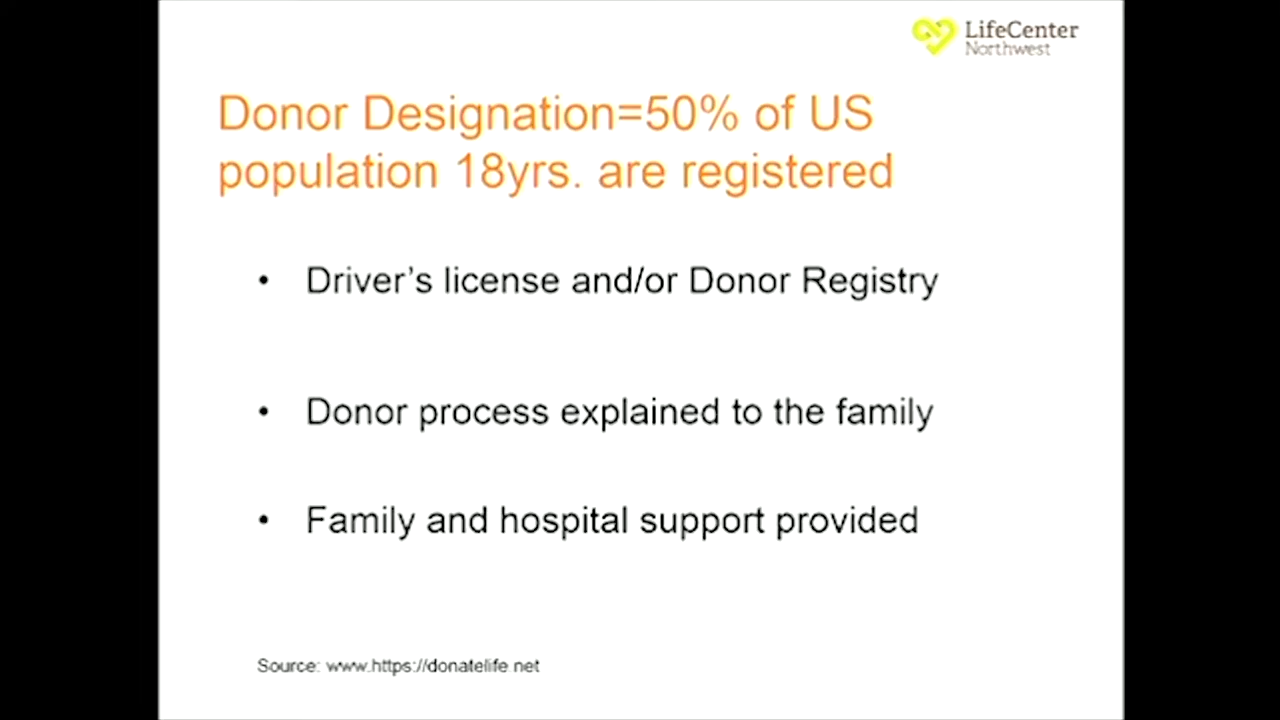 LifeCenter
Northwest
Donor Designation=50% of US
population 18yrs. are registered
• Driver’s license and/or Donor Registry
• Donor process explained to the family
• Family and hospital support provided
Source: www.https://donatelife.net